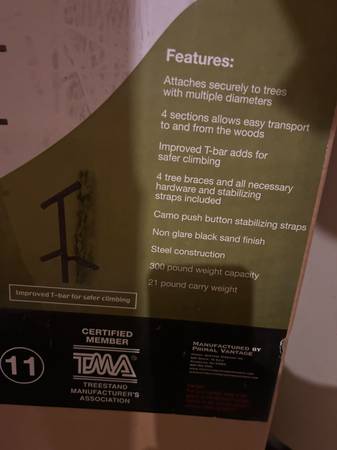 Features:
Attaches securely to trees
with multiple diameters
4 sections allows easy transport
to and from the woods
Improved T-bar adds for
safer climbing
4 tree braces and all necessary
hardware and stabilizing
straps included
Camo push button stabilizing straps
Non glare black sand finish
Steel construction
300 pound weight capacity
21 pound carry weight
Improved T-bar for safer climbing
11
CERTIFIED
MEMBER
TMA
TREESTAND
MANUFACTURER'S
ASSOCIATION
MANUFACTURED BY
PRIMAL VANTAGE